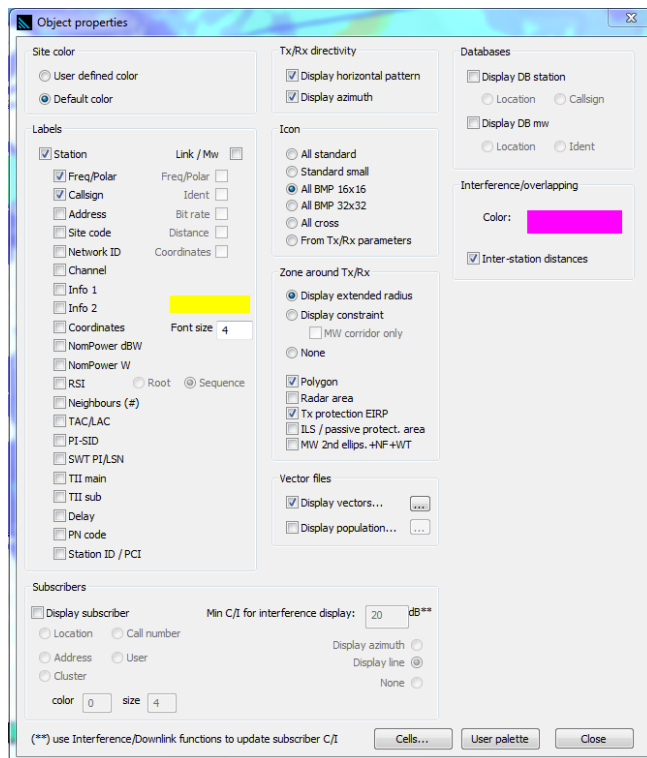 Object properties
Site color
User defined color
Default color
Labels
Station Link / Mw
Freq/Polar Freq/Polar
Callsign Ident
Address Bit rate
Site code Distance
Network ID Coordinates
Channel
Info 1
Info 2
Coordinates Font size 4
NomPower dBW
NomPower W
RSI Root Sequence
Neighbours (#)
TAC/LAC
PI-SID
SWT PI/LSN
TII main
TII sub
Delay
PN code
Station ID / PCI
Tx/Rx directivity
Display horizontal pattern
Display azimuth
Icon
All standard
Standard small
All BMP 16x16
All BMP 32x32
All cross
From Tx/Rx parameters
Zone around Tx/Rx
Display extended radius
Display constraint
MW corridor only
None
Polygon
Radar area
Tx protection EIRP
ILS / passive protect. area
MW 2nd ellips. +NF+WT
Vector files
Display vectors... ...
Display population... ...
Databases
Display DB station
Location Callsign
Display DB mw
Location Ident
Interference/overlapping
Color:
Inter-station distances
Subscribers
Display subscriber Min C/I for interference display: 20 dB**
Location Call number
Address User
Cluster
color 0 size 4
Display azimuth
Display line
None
(**) use Interference/Downlink functions to update subscriber C/I Cells... User palette Close